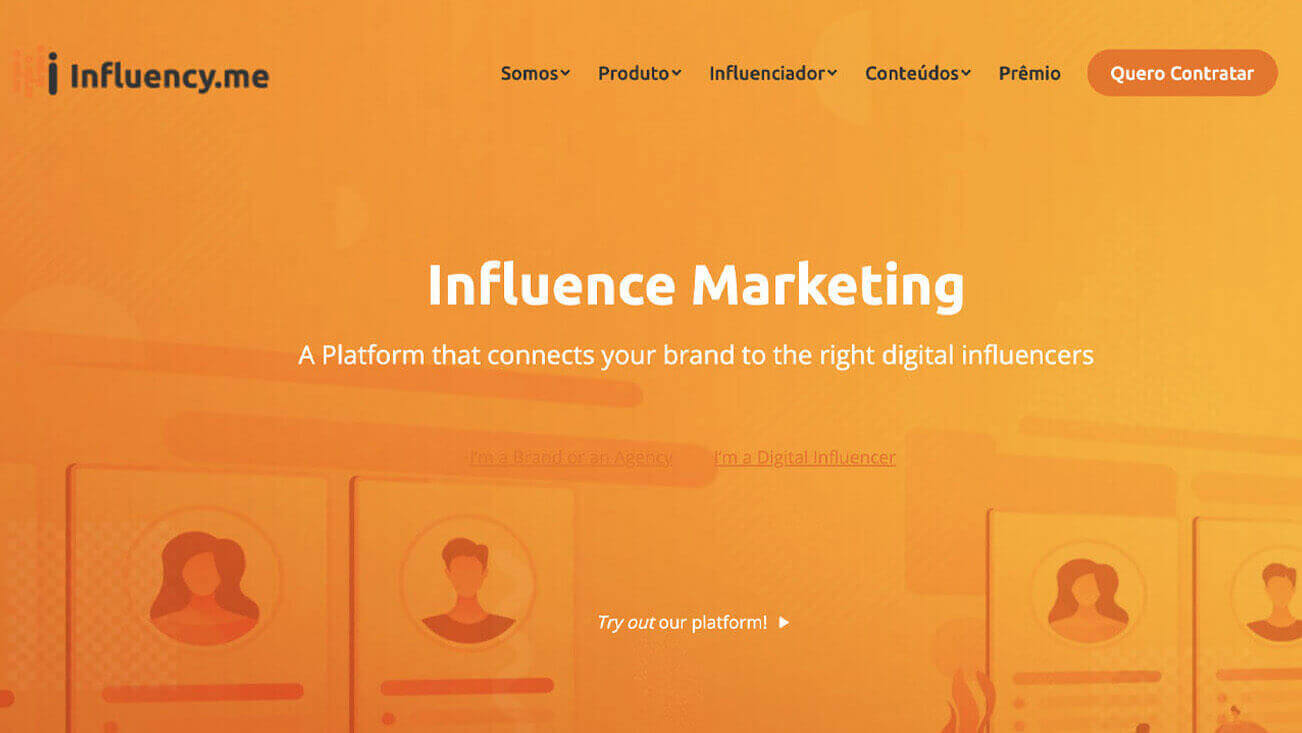 Influency.me
Somos
Produto
Influenciador
Conteúdos
Prêmio
Quero Contratar
Influence Marketing
A Platform that connects your brand to the right digital influencers
I'm a Brand or an Agency
I'm a Digital Influencer
Try out our platform!